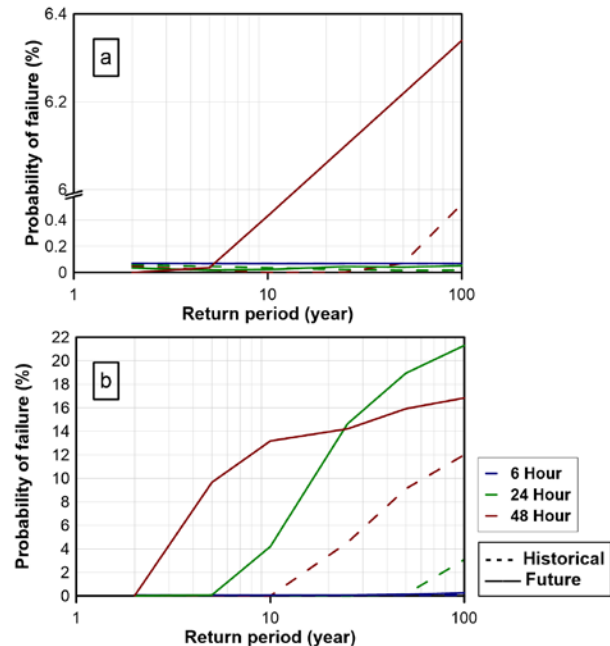 6.4
a
6.2
6
0.4
0.2
0
Probability of failure (%)
1
10
100
Return period (year)
22
20
18
16
14
12
10
8
6
4
2
0
b
Probability of failure (%)
1
10
100
Return period (year)
6 Hour
24 Hour
48 Hour
Historical
Future